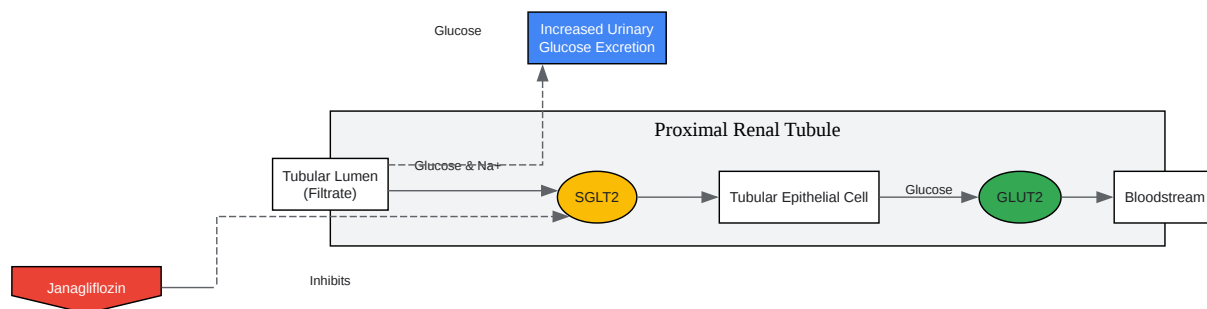 Glucose
Increased Urinary
Glucose Excretion
Proximal Renal Tubule
Glucose & Na+
Tubular Lumen
(Filtrate)
SGLT2
Tubular Epithelial Cell
Glucose
GLUT2
Bloodstream
Janagliflozin
Inhibits